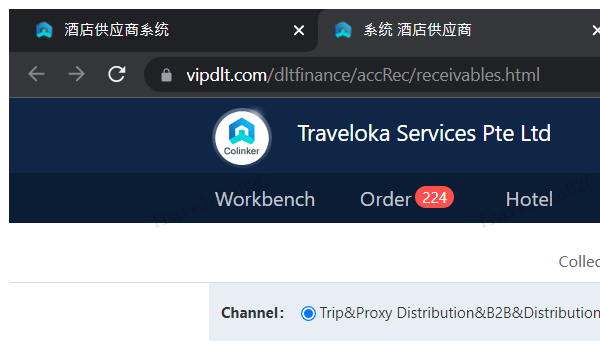 酒店供应商系统
系统 酒店供应商
vipdlt.com/dltfinance/accRec/receivables.html
Colinker
Traveloka Services Pte Ltd
Workbench Order 224 Hotel
Collec
Channel: Trip&Proxy Distribution&B2B&Distribution